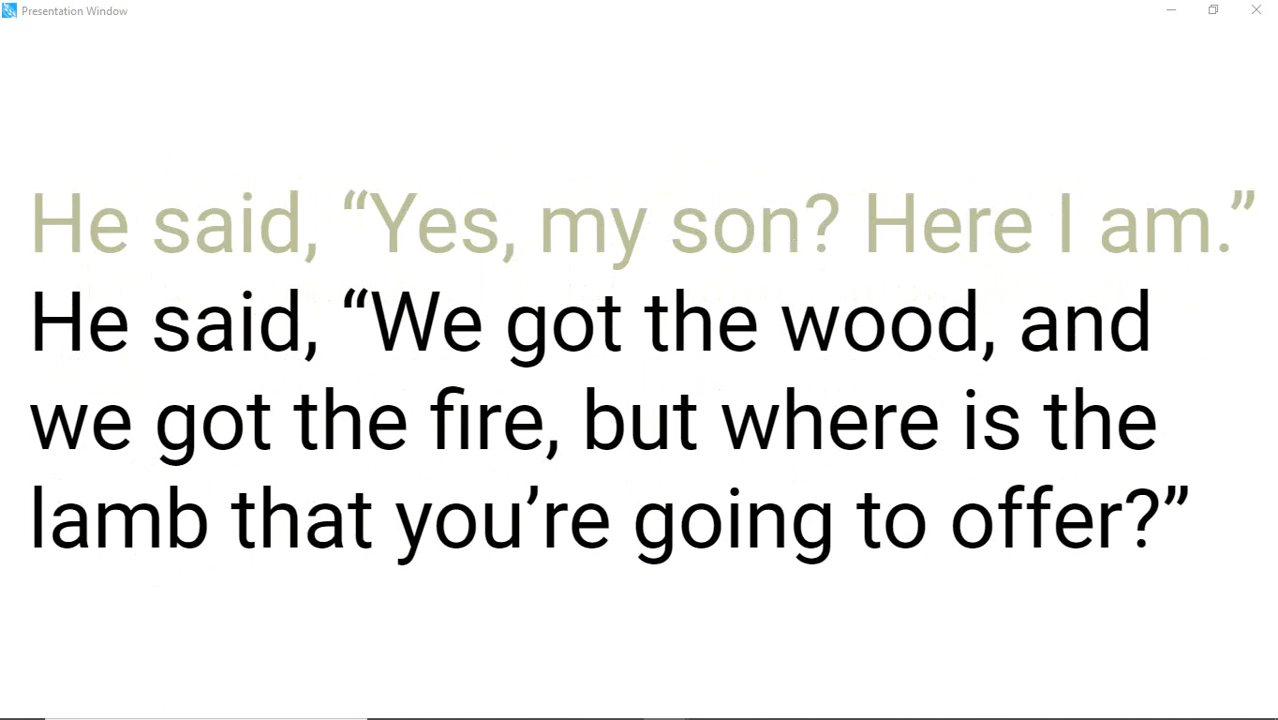 Presentation Window
He said, “Yes, my son? Here I am.”
He said, “We got the wood, and
we got the fire, but where is the
lamb that you’re going to offer?”